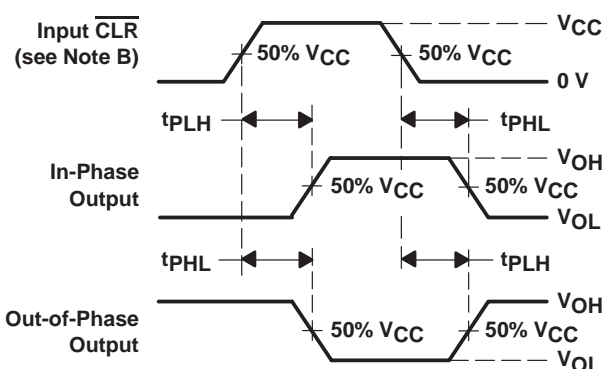 Input CLR
(see Note B)
50% VCC
50% VCC
VCC
0 V
tPLH
tPHL
In-Phase
Output
50% VCC
50% VCC
VOH
VOL
tPHL
tPLH
Out-of-Phase
Output
50% VCC
50% VCC
VOH
VOL